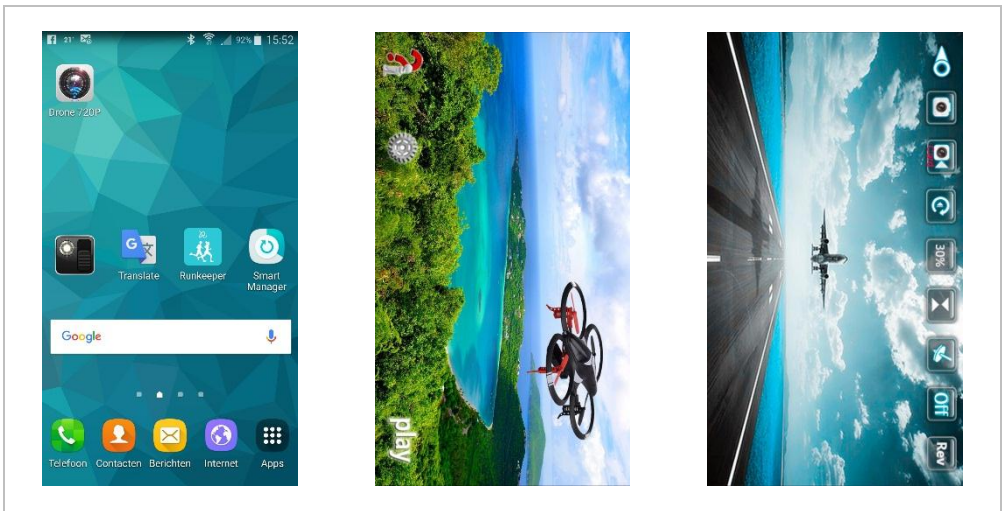 21° 92% 15:52
Drone 720P
Translate Runkeeper Smart Manager
Google
Telefoon Contacten Berichten Internet Apps
play
30%
Off
Rev